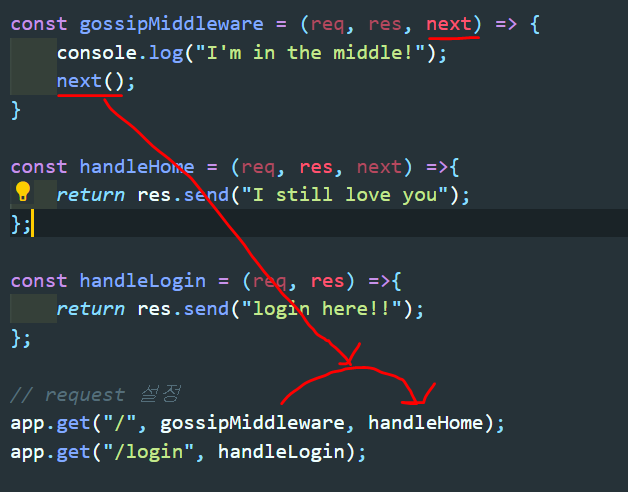 const gossipMiddleware = (req, res, next) => {
    console.log("I'm in the middle!");
    next();
}
const handleHome = (req, res, next) =>{
    return res.send("I still love you");
};
const handleLogin = (req, res) =>{
    return res.send("login here!!");
};
// request 설정
app.get("/", gossipMiddleware, handleHome);
app.get("/login", handleLogin);